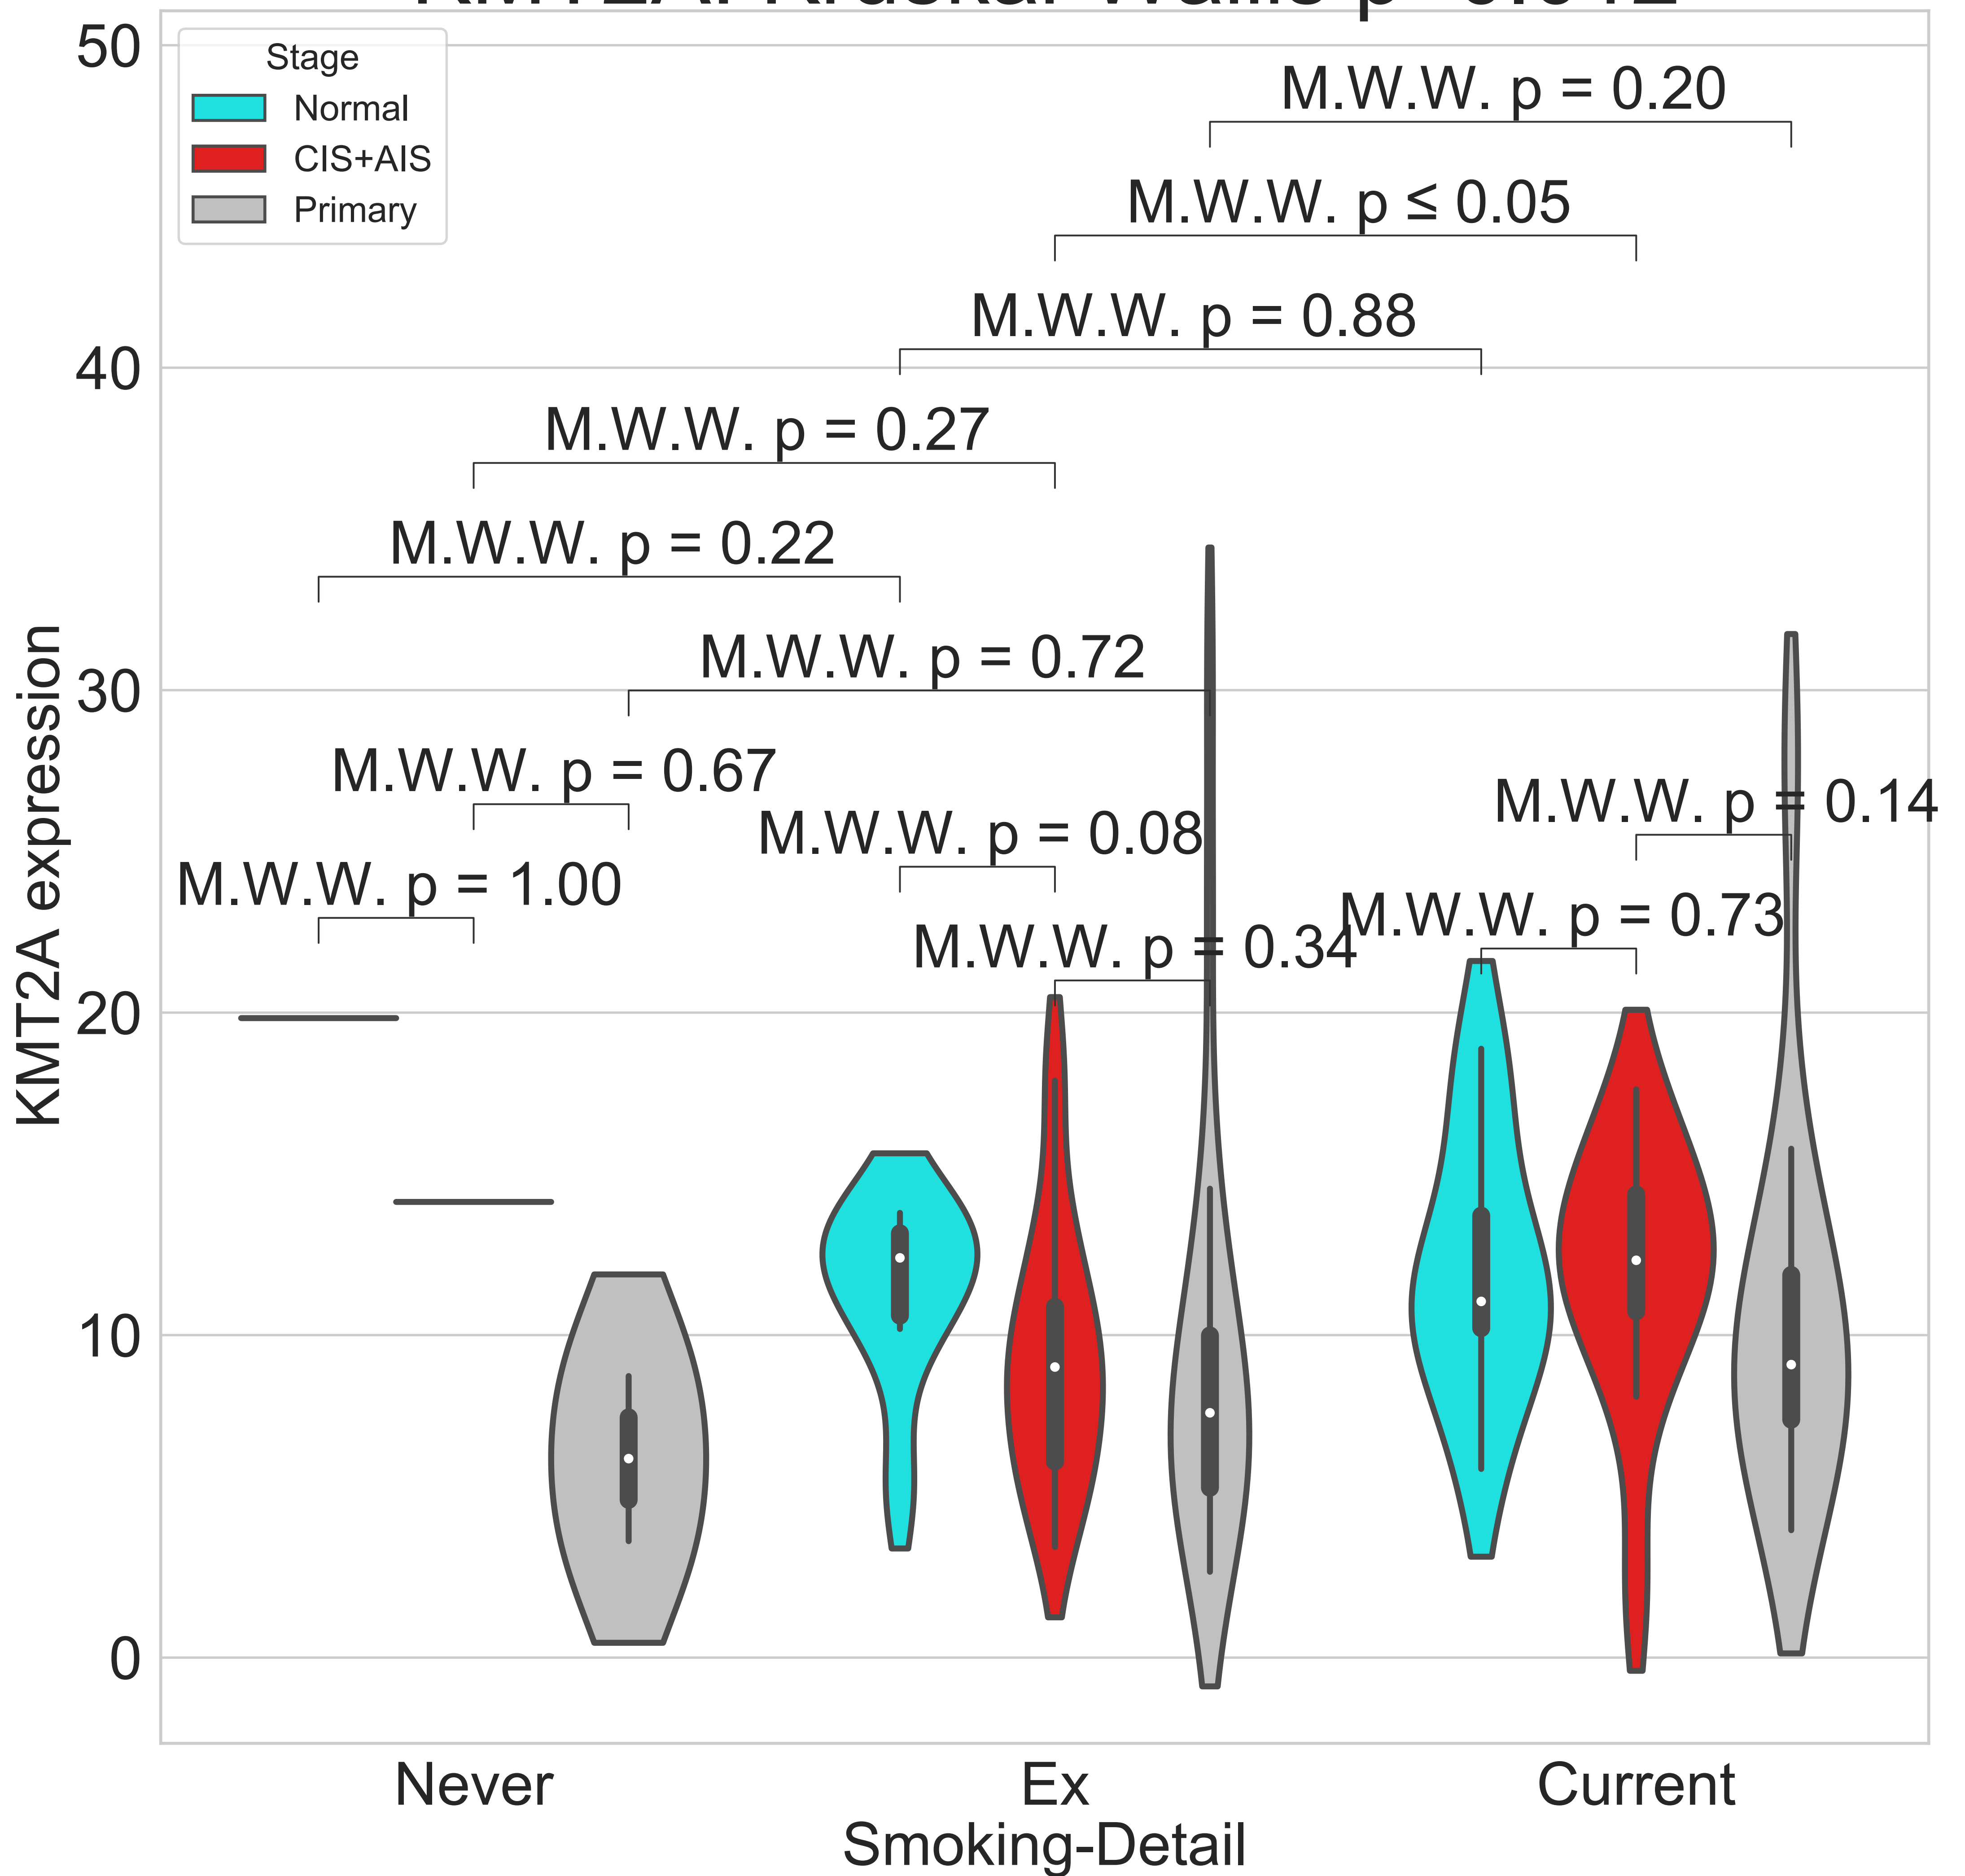 50
Stage
Normal
CIS+AIS
Primary
M.W.W. p = 0.20
M.W.W. p ≤ 0.05
M.W.W. p = 0.88
40
M.W.W. p = 0.27
M.W.W. p = 0.22
M.W.W. p = 0.72
30
M.W.W. p = 0.67
M.W.W. p = 0.14
M.W.W. p = 0.08
M.W.W. p = 1.00
M.W.W. p = 0.73
M.W.W. p = 0.34
20
10
0
KMT2A expression
Never
Ex
Current
Smoking-Detail